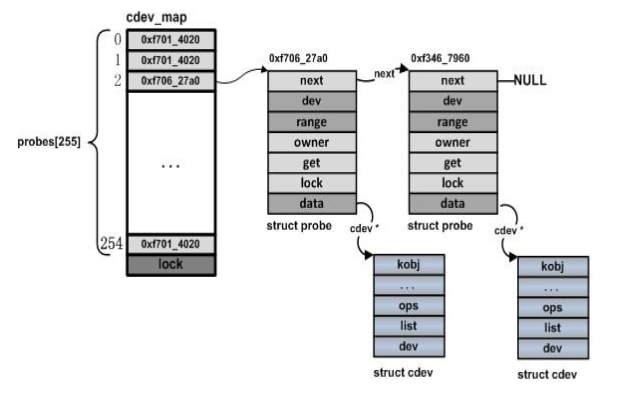 cdev_map
0 0xf701_4020
1 0xf701_4020
2 0xf706_27a0
probes[255]
...
254 0xf701_4020
lock
0xf706_27a0
next
dev
range
owner
get
lock
data
struct probe
next
0xf346_7960
next
dev
range
owner
get
lock
data
struct probe
NULL
cdev *
kobj
...
ops
list
dev
struct cdev
cdev *
kobj
...
ops
list
dev
struct cdev